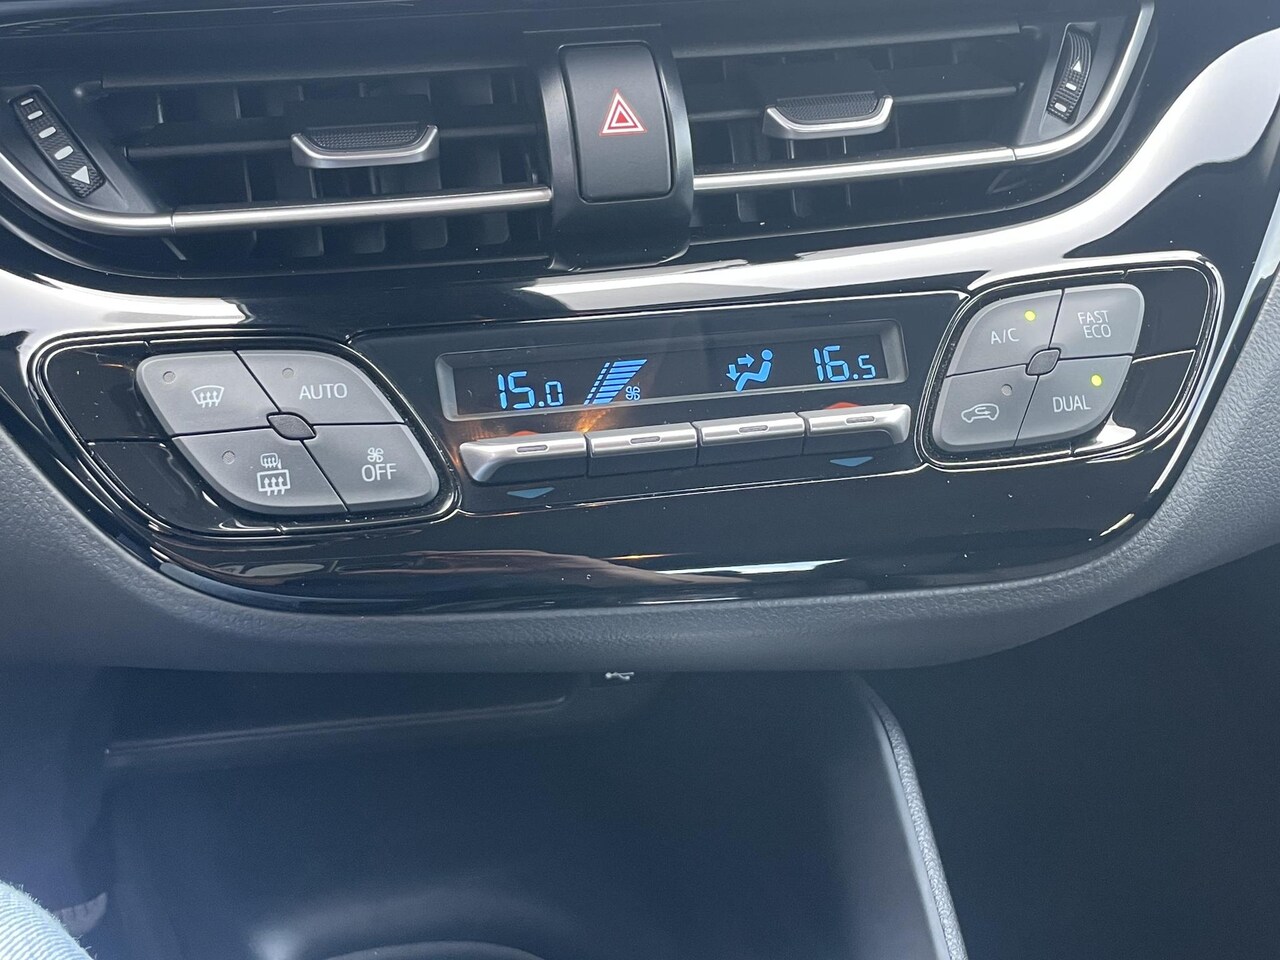 15.0
16.5
A/C
FAST
ECO
AUTO
OFF
DUAL